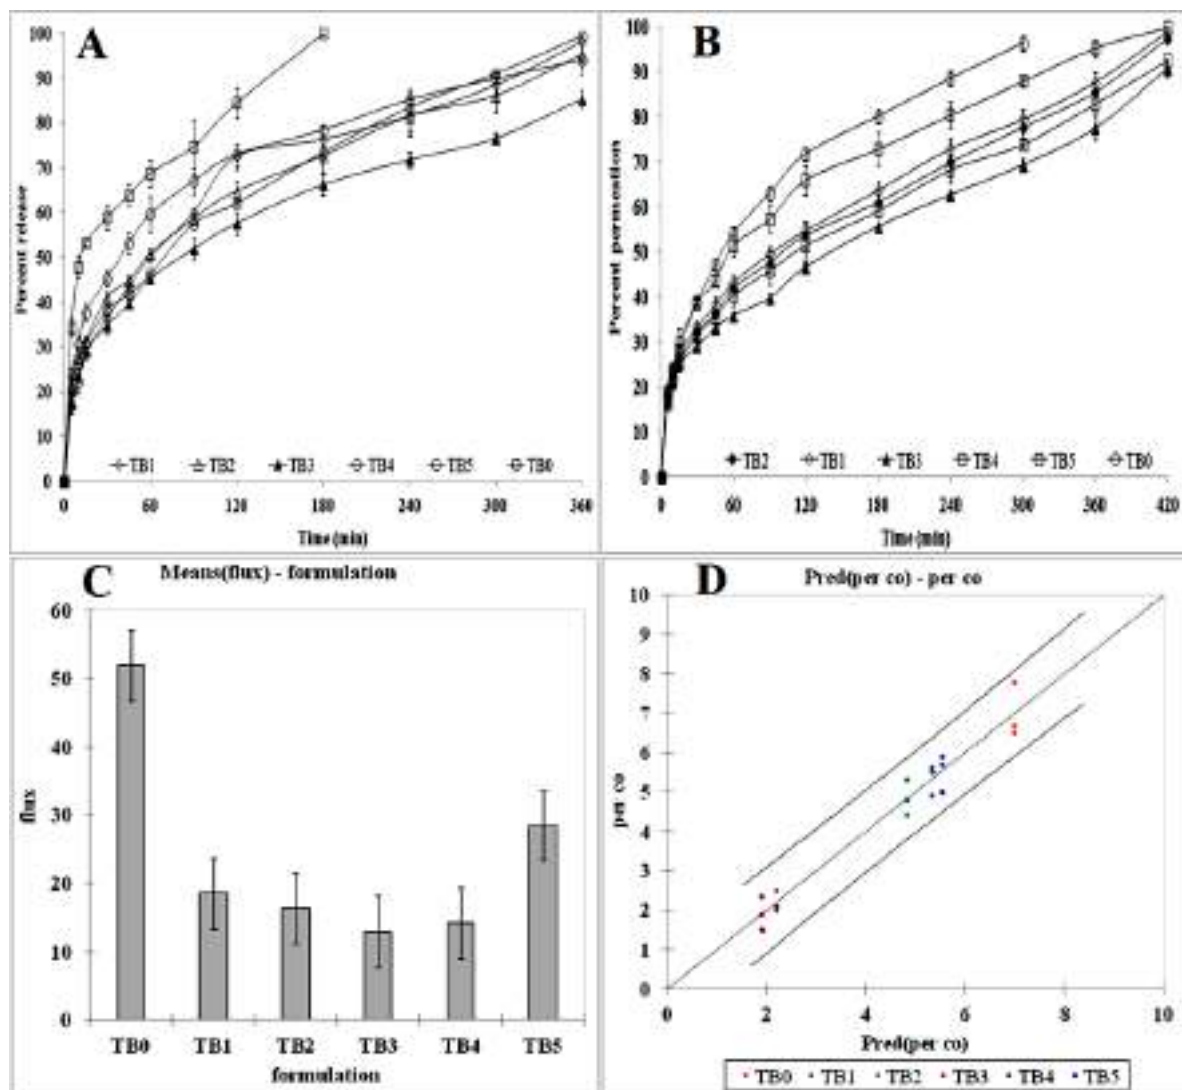 A
Percent release
100
90
80
70
60
50
40
30
20
10
0
TB1 TB2 TB3 TB4 TB5 TB0
0 60 120 180 240 300 360
Time(min)
B
Percent permeation
100
90
80
70
60
50
40
30
20
10
0
TB2 TB1 TB3 TB4 TB5 TB0
0 60 120 180 240 300 360 420
Time(min)
C
Means(flux) - formulation
flux
60
50
40
30
20
10
0
TB0 TB1 TB2 TB3 TB4 TB5
formulation
D
Pred(per co) - per co
per co
10
9
8
7
6
5
4
3
2
1
0
0 2 4 6 8 10
Pred(per co)
TB0 TB1 TB2 TB3 TB4 TB5